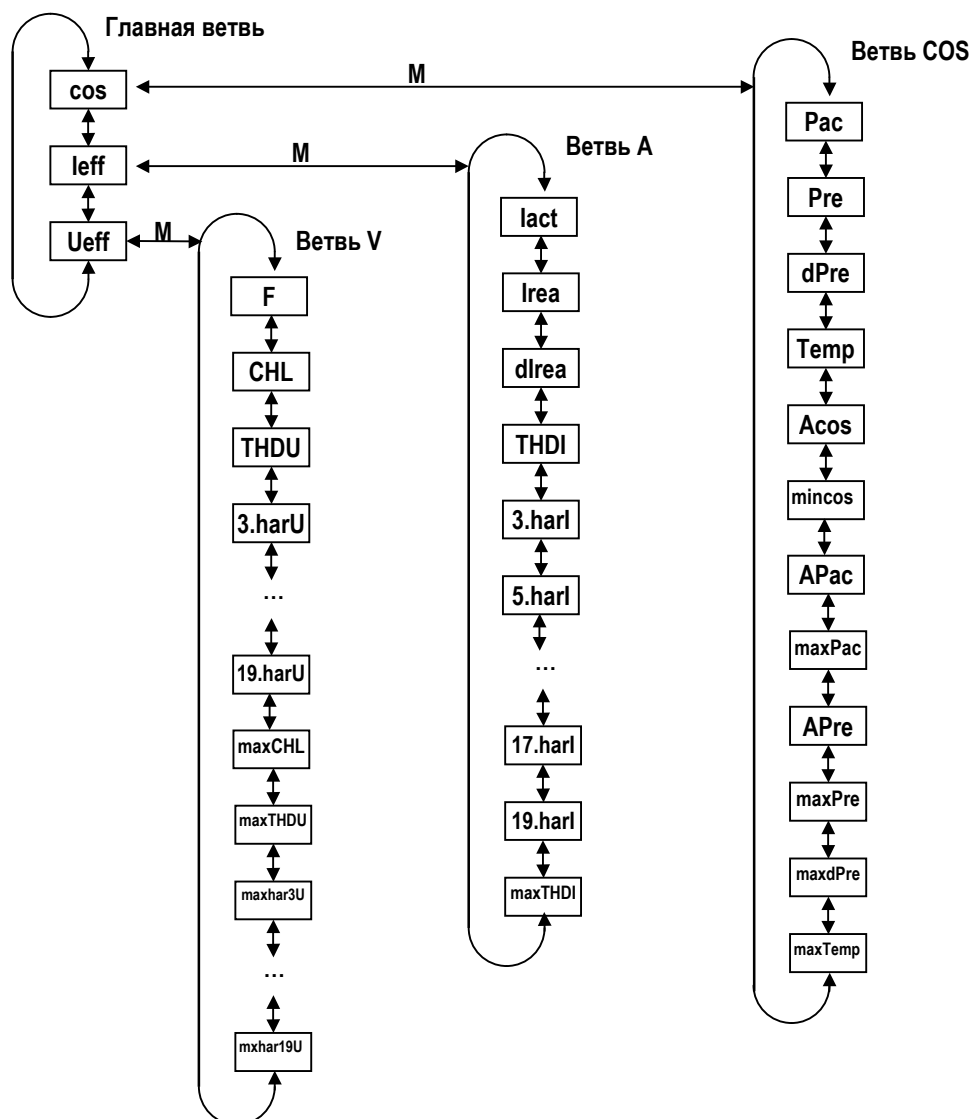 Главная ветвь
cos
Ieff
Ueff
M
M
M
Ветвь V
F
CHL
THDU
3.harU
...
19.harU
maxCHL
maxTHDU
maxhar3U
...
mxhar19U
Ветвь A
Iact
Irea
dIrea
THDI
3.harI
5.harI
...
17.harI
19.harI
maxTHDI
Ветвь COS
Pac
Pre
dPre
Temp
Acos
mincos
APac
maxPac
APre
maxPre
maxdPre
maxTemp